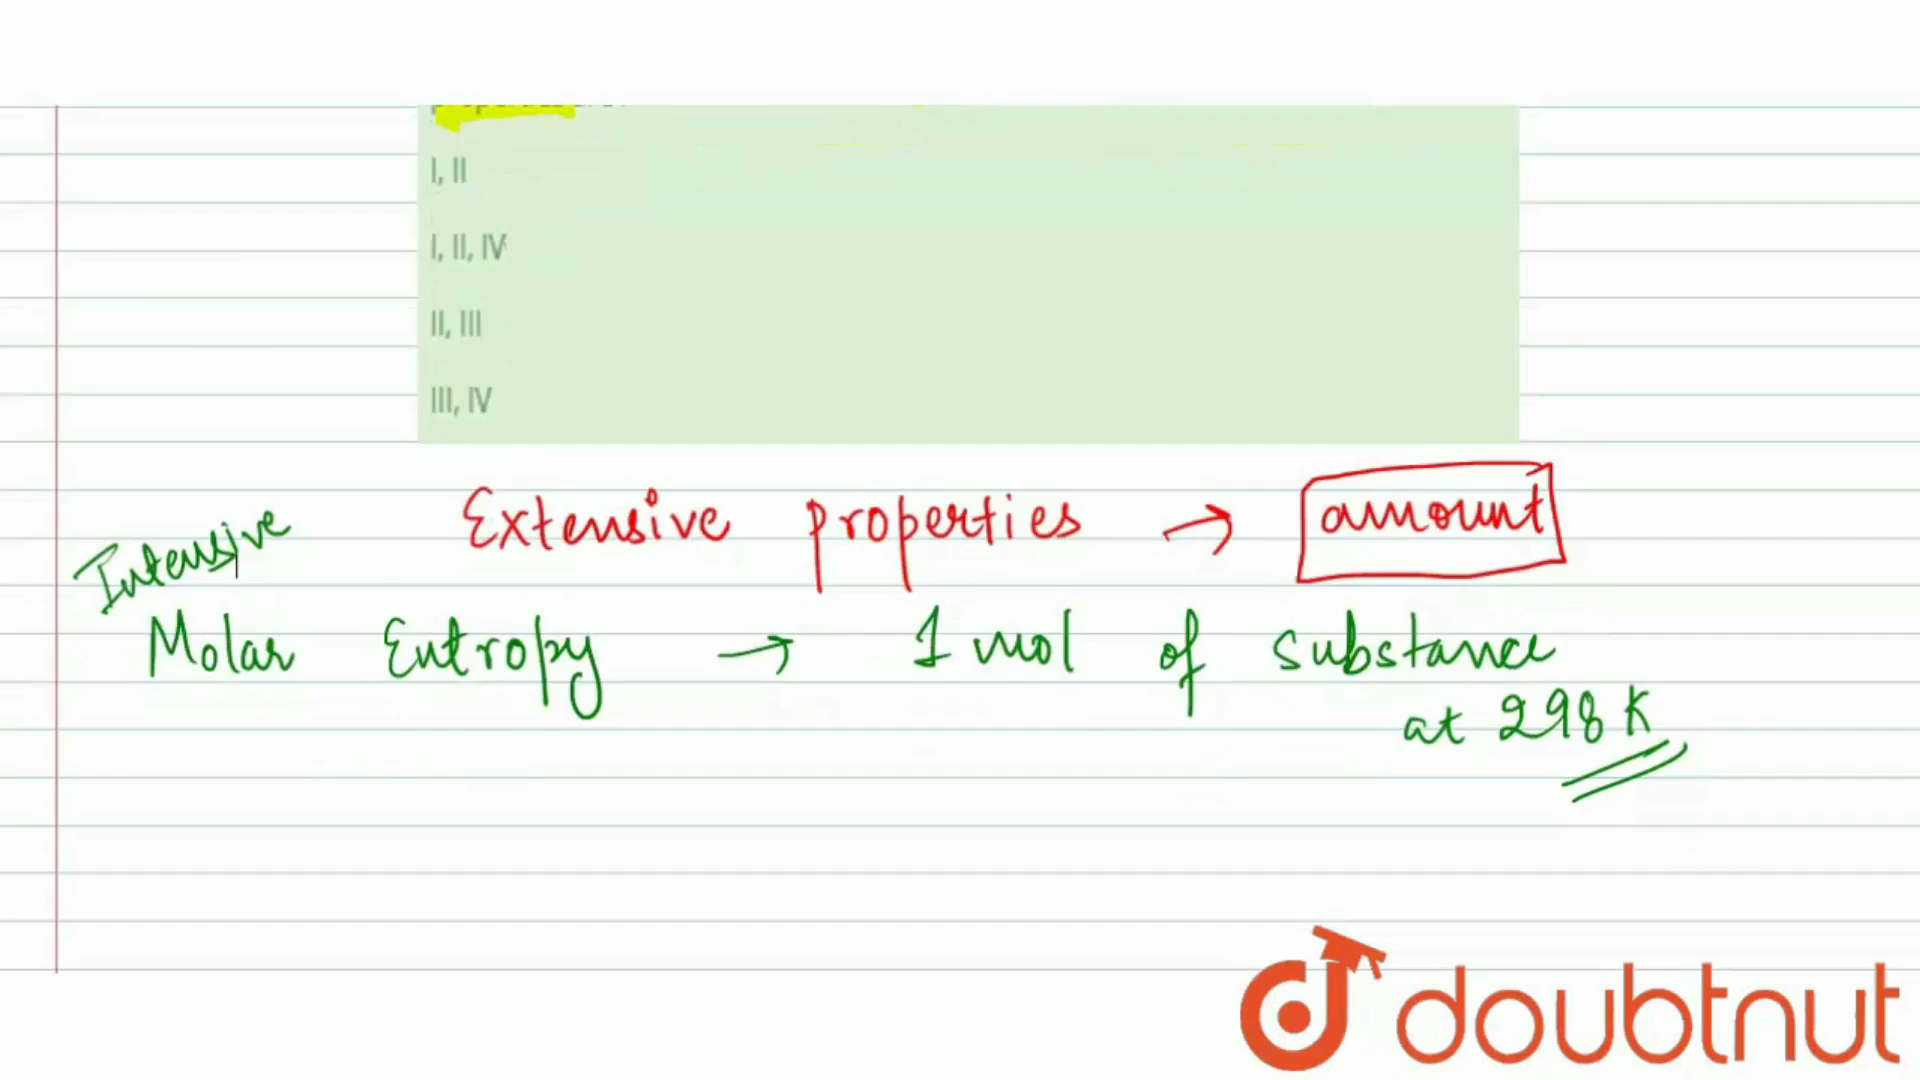 I, II
I, II, IV
II, III
III, IV
Extensive properties → amount
Intensive
Molar Entropy → 1 mol of substance
at 298 K
doubtnut